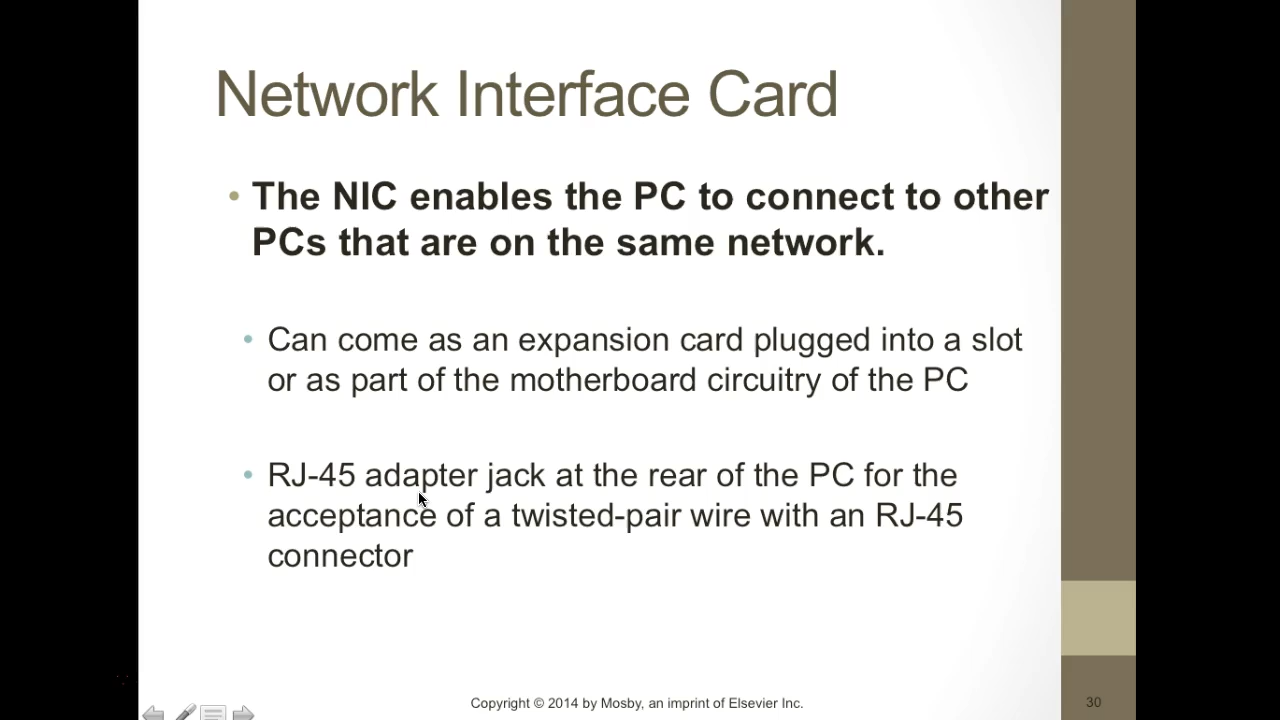 Network Interface Card
• The NIC enables the PC to connect to other
PCs that are on the same network.
• Can come as an expansion card plugged into a slot
or as part of the motherboard circuitry of the PC
• RJ-45 adapter jack at the rear of the PC for the
acceptance of a twisted-pair wire with an RJ-45
connector
Copyright © 2014 by Mosby, an imprint of Elsevier Inc.
30